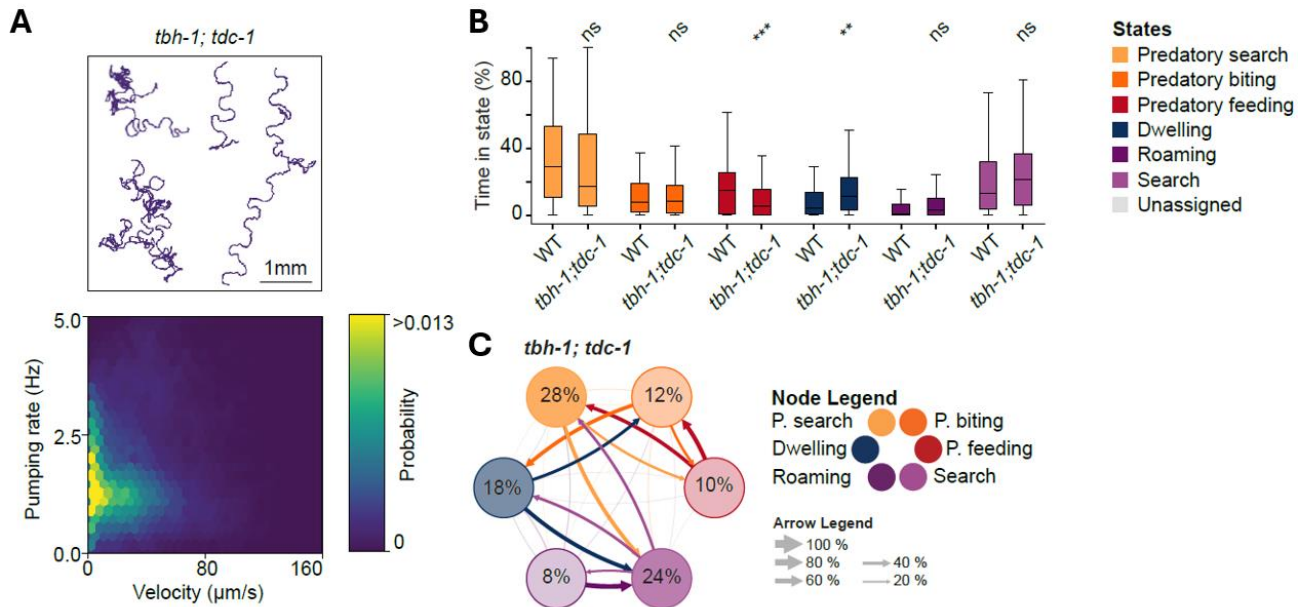 A
tbh-1; tdc-1
1mm
5.0
2.5
0.0
Pumping rate (Hz)
0
80
160
Velocity (µm/s)
>0.013
0
Probability
B
ns
ns
***
**
ns
ns
80
40
0
Time in state (%)
WT
tbh-1;tdc-1
WT
tbh-1;tdc-1
WT
tbh-1;tdc-1
WT
tbh-1;tdc-1
WT
tbh-1;tdc-1
WT
tbh-1;tdc-1
States
Predatory search
Predatory biting
Predatory feeding
Dwelling
Roaming
Search
Unassigned
C
tbh-1; tdc-1
28%
12%
18%
10%
8%
24%
Node Legend
P. search
P. biting
Dwelling
P. feeding
Roaming
Search
Arrow Legend
100 %
80 %
40 %
60 %
20 %